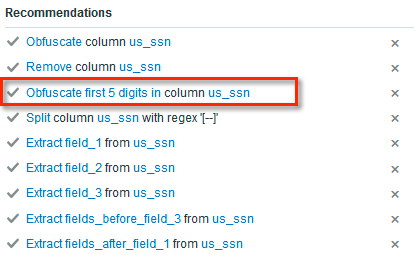 Recommendations
Obfuscate column us_ssn
Remove column us_ssn
Obfuscate first 5 digits in column us_ssn
Split column us_ssn with regex '[--]'
Extract field_1 from us_ssn
Extract field_2 from us_ssn
Extract field_3 from us_ssn
Extract fields_before_field_3 from us_ssn
Extract fields_after_field_1 from us_ssn